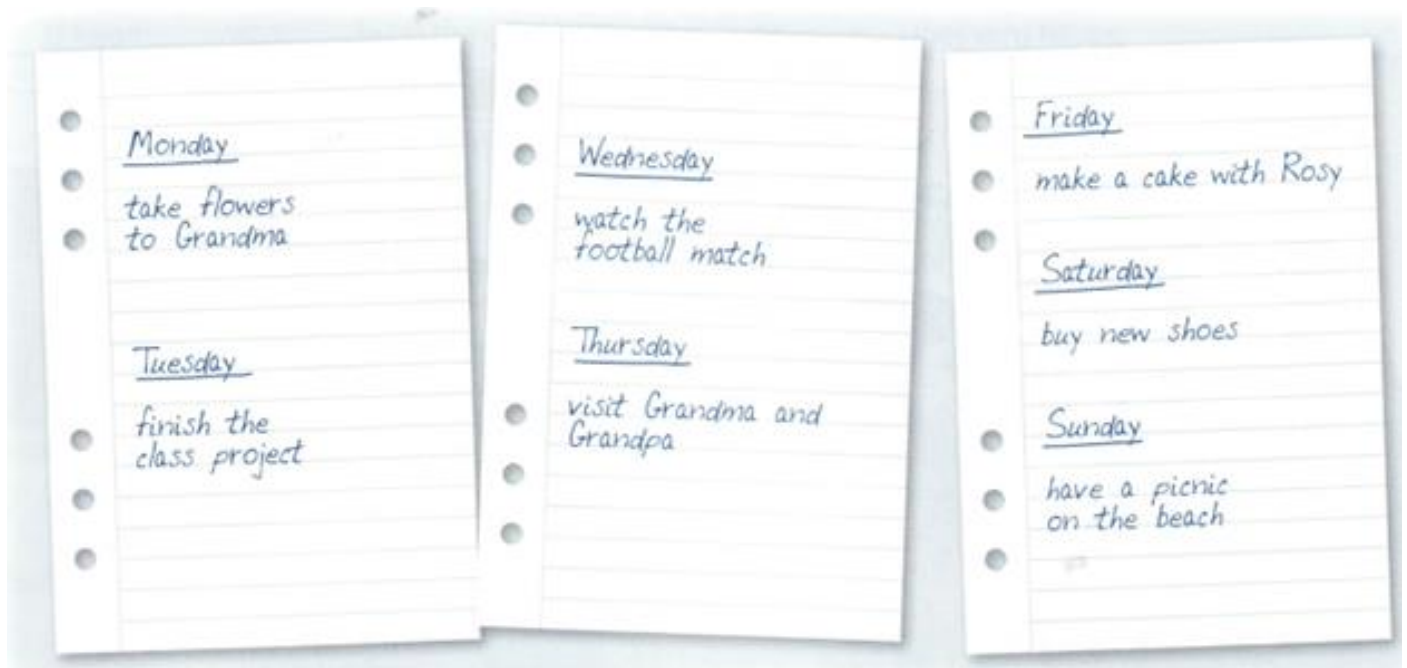 Monday
take flowers
to Grandma
Tuesday
finish the
class project
Wednesday
watch the
football match
Thursday
visit Grandma and
Grandpa
Friday
make a cake with Rosy
Saturday
buy new shoes
Sunday
have a picnic
on the beach